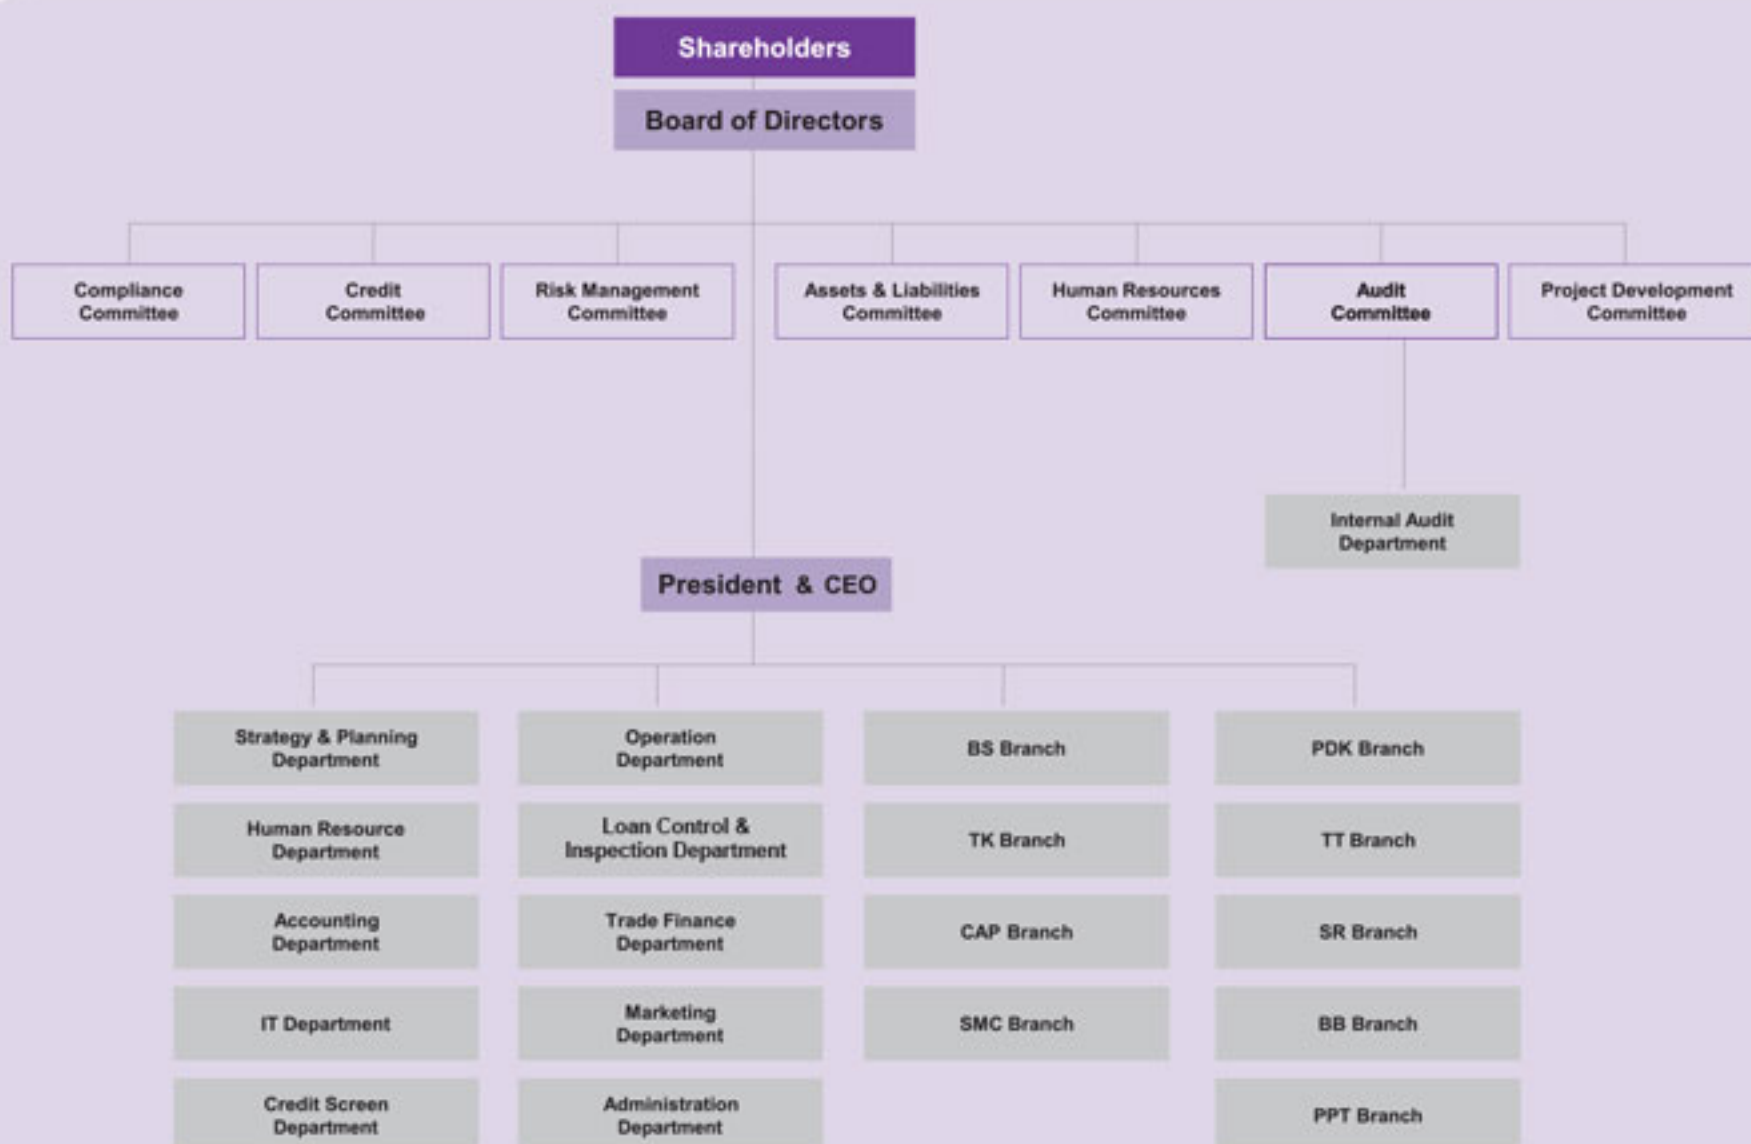 Shareholders
Board of Directors
Compliance
Committee
Credit
Committee
Risk Management
Committee
Assets & Liabilities
Committee
Human Resources
Committee
Audit
Committee
Project Development
Committee
Internal Audit
Department
President & CEO
Strategy & Planning
Department
Operation
Department
BS Branch
PDK Branch
Human Resource
Department
Loan Control &
Inspection Department
TK Branch
TT Branch
Accounting
Department
Trade Finance
Department
CAP Branch
SR Branch
IT Department
Marketing
Department
SMC Branch
BB Branch
Credit Screen
Department
Administration
Department
PPT Branch